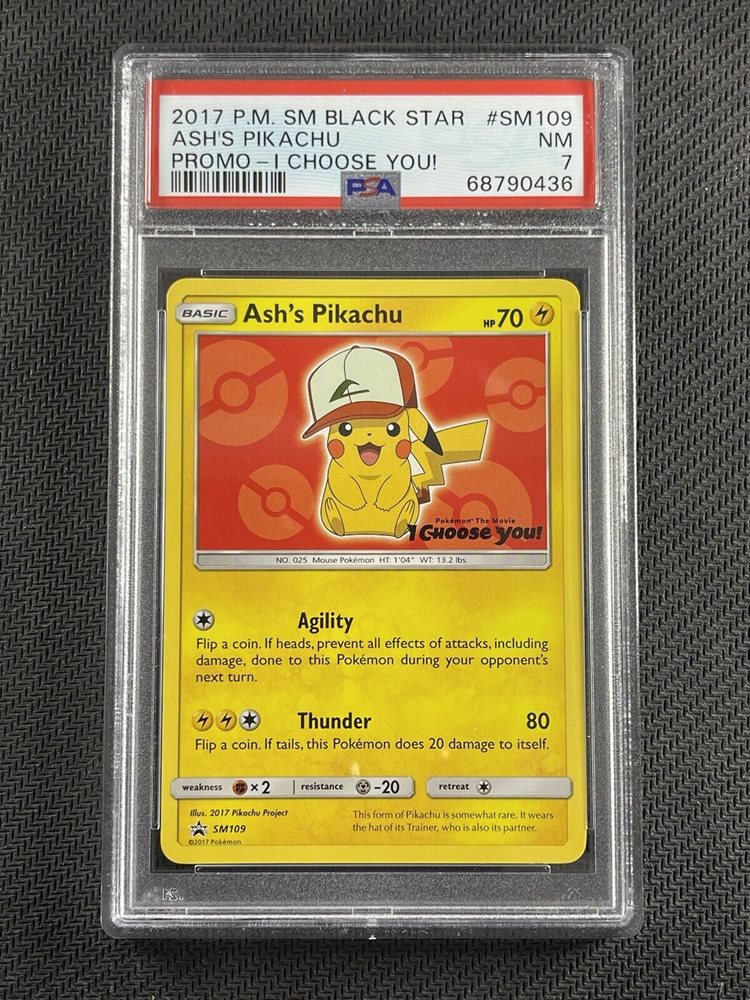 2017 P.M. SM BLACK STAR #SM109
ASH'S PIKACHU NM
PROMO-I CHOOSE YOU! 7
PSA 68790436
BASIC Ash's Pikachu HP 70
Pokémon™ The Movie
I Choose you!
NO. 025 Mouse Pokémon HT: 1'04" WT: 13.2 lbs.
Agility
Flip a coin. If heads, prevent all effects of attacks, including
damage, done to this Pokémon during your opponent's
next turn.
Thunder 80
Flip a coin. If tails, this Pokémon does 20 damage to itself.
weakness ×2 resistance -20 retreat
Illus. 2017 Pikachu Project
This form of Pikachu is somewhat rare. It wears
the hat of its Trainer, who is also its partner.
SM109
©2017 Pokémon